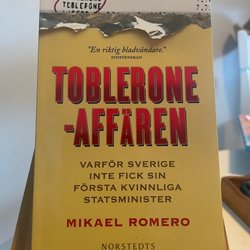 TOBLERONE
"En riktig bladvändare."
SYDSVENSKAN
TOBLERONE
-AFFÄREN
VARFÖR SVERIGE
INTE FICK SIN
FÖRSTA KVINNLIGA
STATSMINISTER
MIKAEL ROMERO
NORSTEDTS